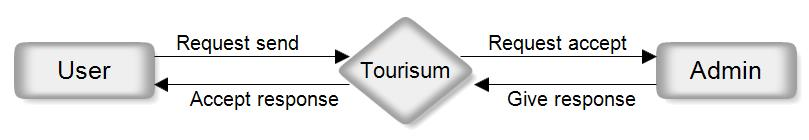 Request send
Request accept
User
Tourisum
Admin
Accept response
Give response